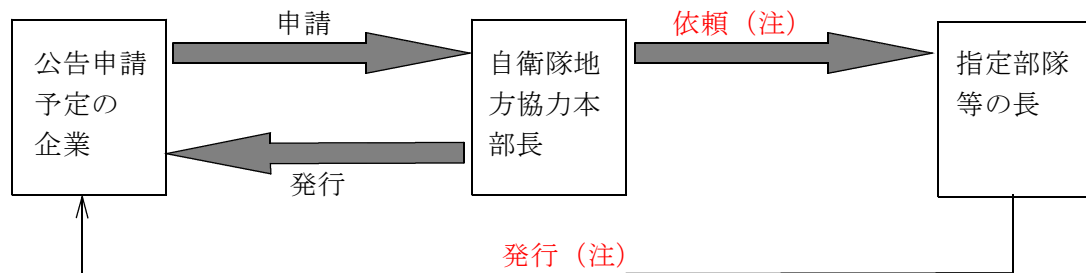 申請
依頼（注）
公告申請
予定の
企業
自衛隊地
方協力本
部長
指定部隊
等の長
発行
発行（注）